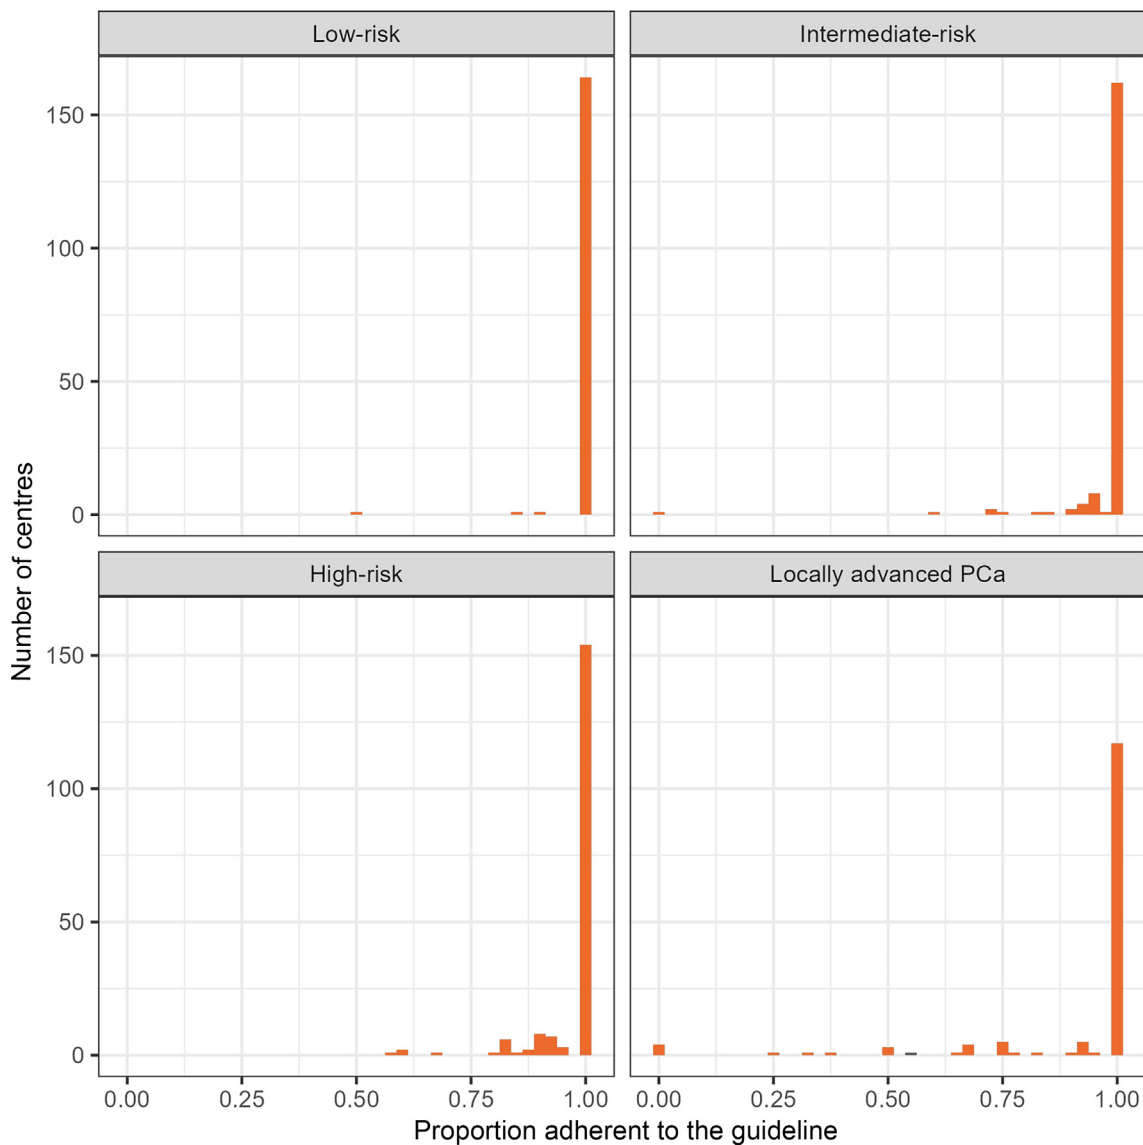 Low-risk
Intermediate-risk
150
100
50
0
High-risk
Locally advanced PCa
150
100
50
0
Number of centres
0.00 0.25 0.50 0.75 1.00 0.00 0.25 0.50 0.75 1.00
Proportion adherent to the guideline